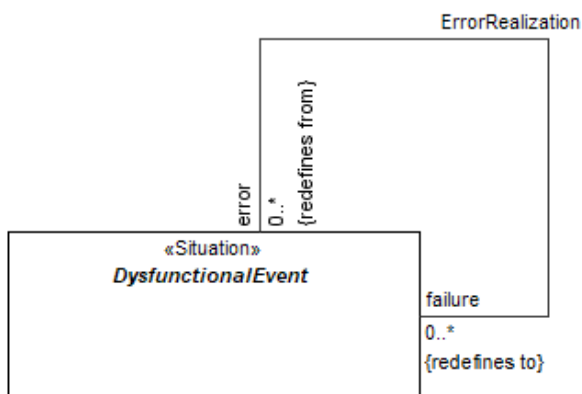 ErrorRealization
error
0..*
{redefines from}
«Situation»
DysfunctionalEvent
failure
0..*
{redefines to}